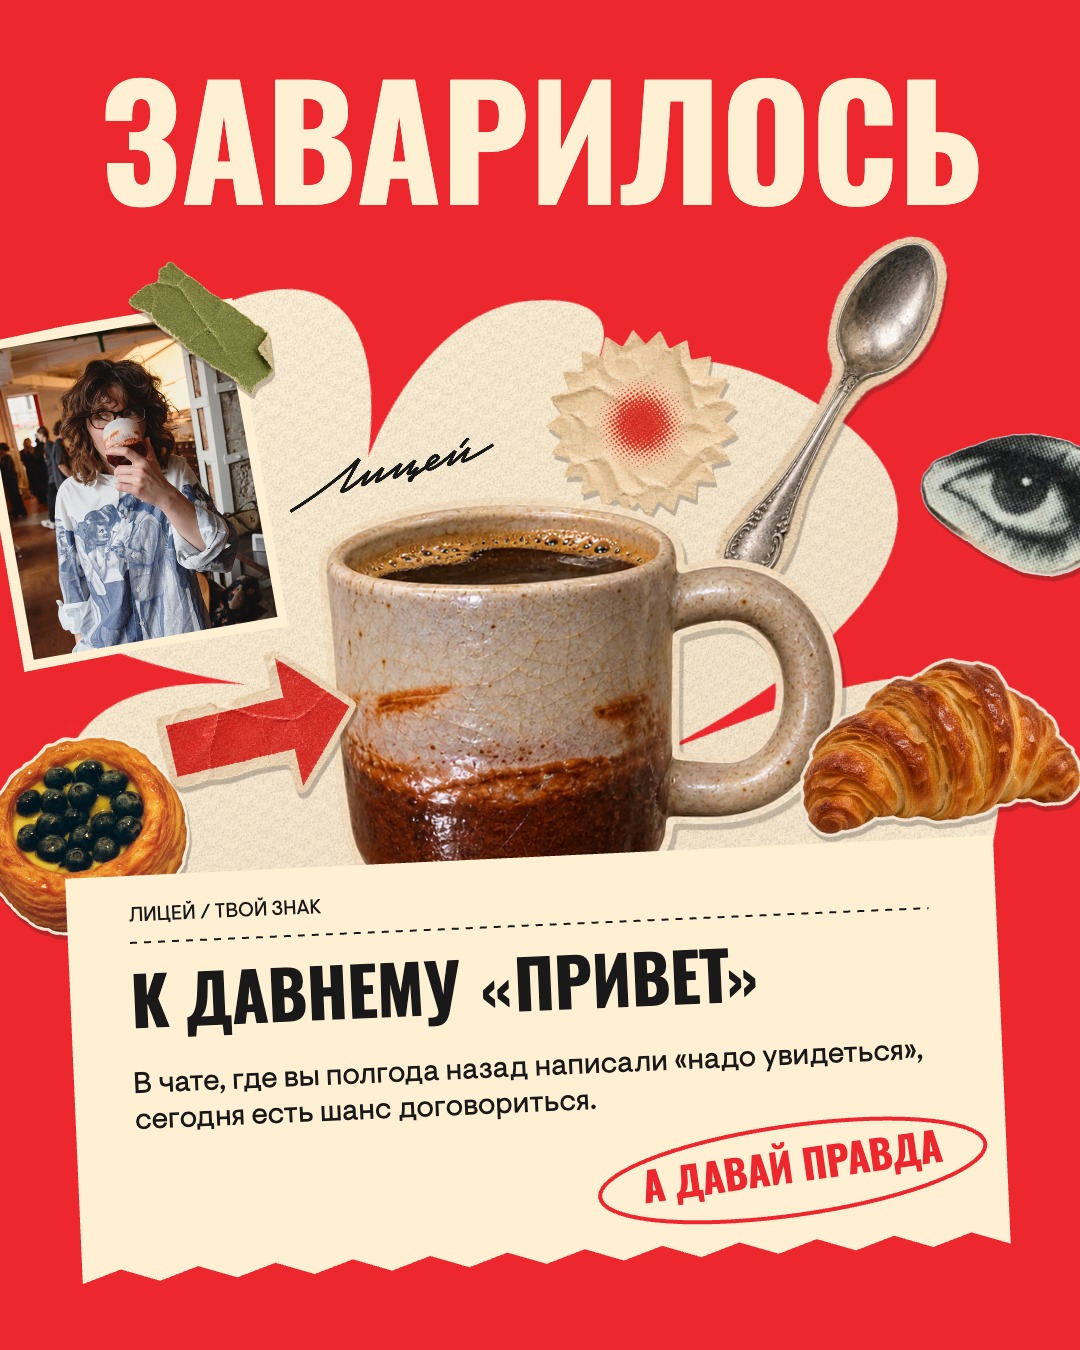 ЗАВАРИЛОСЬ
Лицей
ЛИЦЕЙ / ТВОЙ ЗНАК
К ДАВНЕМУ «ПРИВЕТ»
В чате, где вы полгода назад написали «надо увидеться»,
сегодня есть шанс договориться.
А ДАВАЙ ПРАВДА